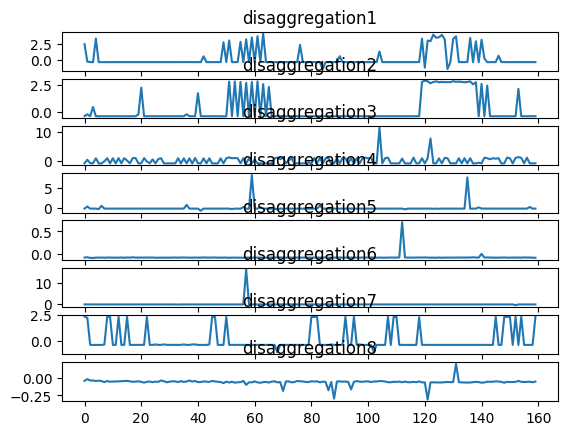 disaggregation1
2.5
0.0
disaggregation2
2.5
0.0
disaggregation3
10
0
disaggregation4
5
0
disaggregation5
0.5
0.0
disaggregation6
10
0
disaggregation7
2.5
0.0
disaggregation8
0.00
−0.25
0 20 40 60 80 100 120 140 160